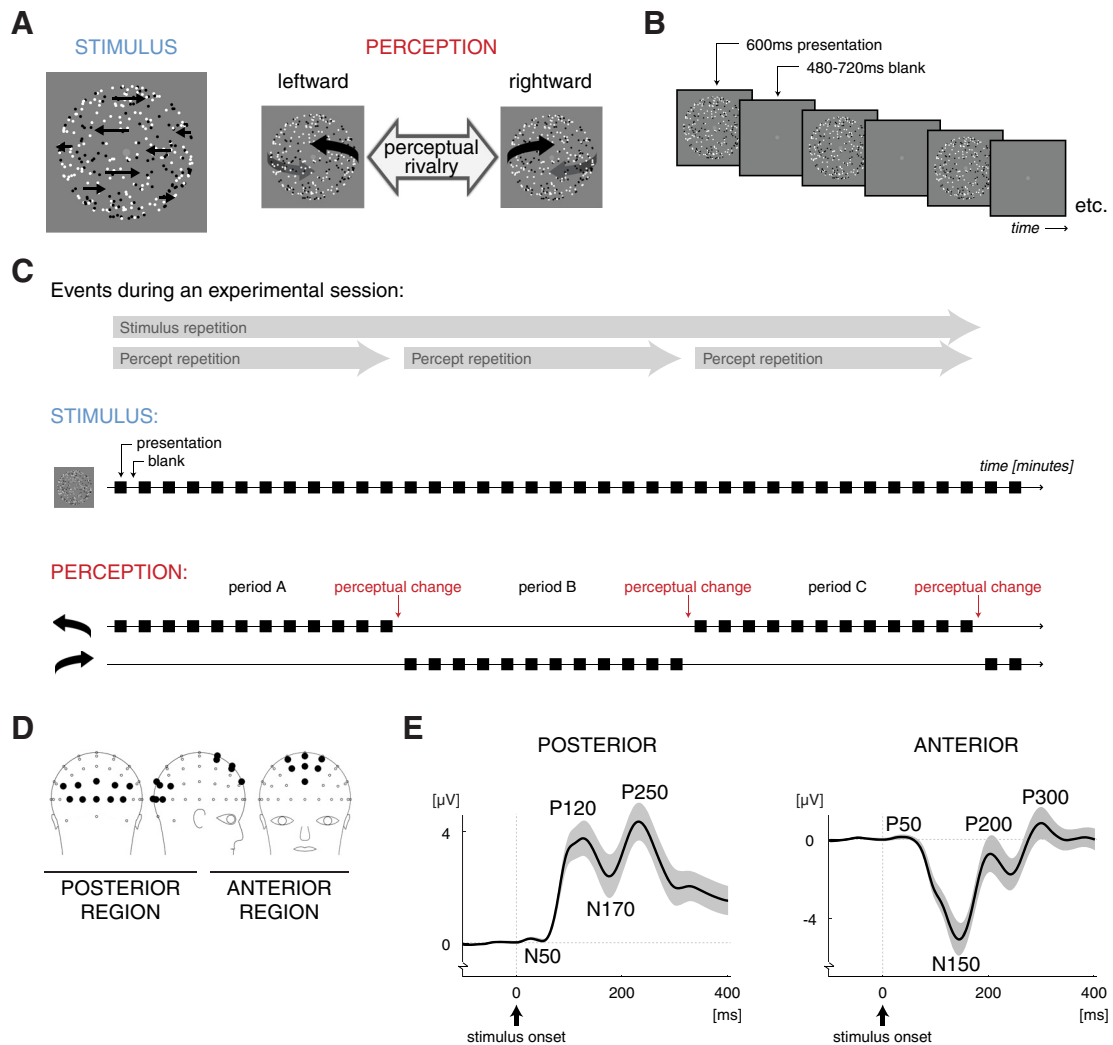 A
STIMULUS
PERCEPTION
leftward
rightward
perceptual
rivalry
B
600ms presentation
480-720ms blank
etc.
time
C
Events during an experimental session:
Stimulus repetition
Percept repetition
Percept repetition
Percept repetition
STIMULUS:
presentation
blank
time [minutes]
PERCEPTION:
period A
perceptual change
period B
perceptual change
period C
perceptual change
D
POSTERIOR
REGION
ANTERIOR
REGION
E
POSTERIOR
[µV]
4
0
P120
P250
N170
N50
0
200
400
[ms]
stimulus onset
ANTERIOR
[µV]
0
-4
P50
P200
P300
N150
0
200
400
[ms]
stimulus onset